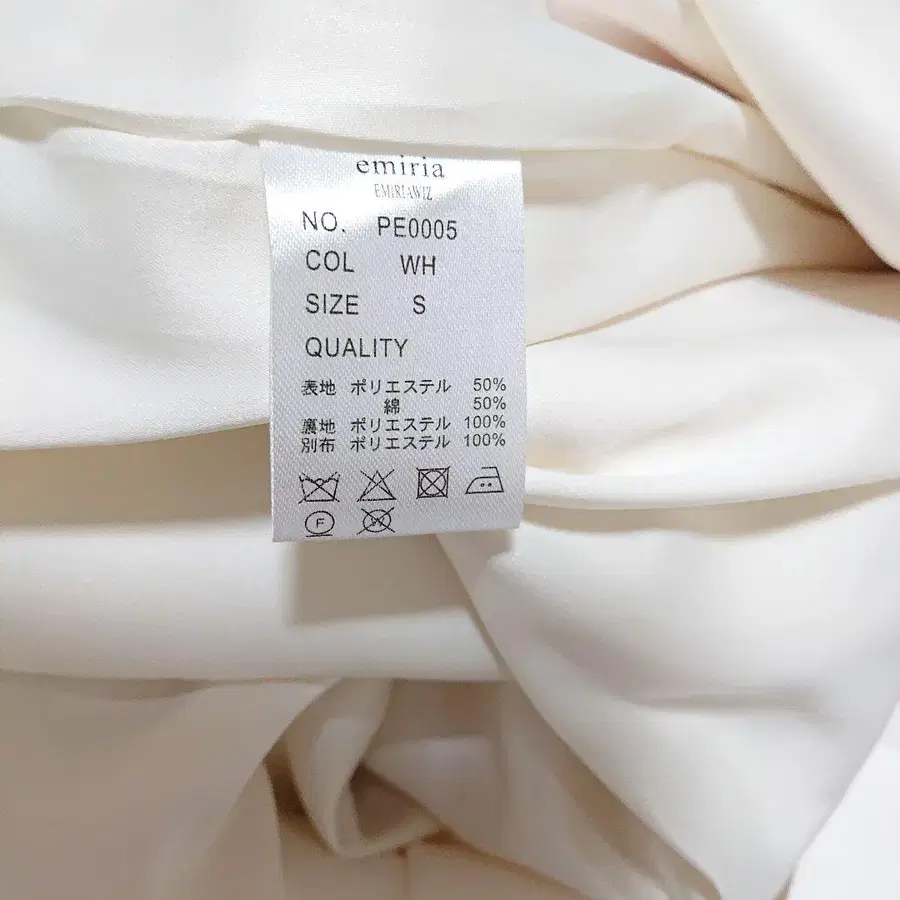 emiria
EMIRIAWIZ
NO. PE0005
COL WH
SIZE S
QUALITY
表地 ポリエステル 50%
綿 50%
裏地 ポリエステル 100%
別布 ポリエステル 100%
F
W